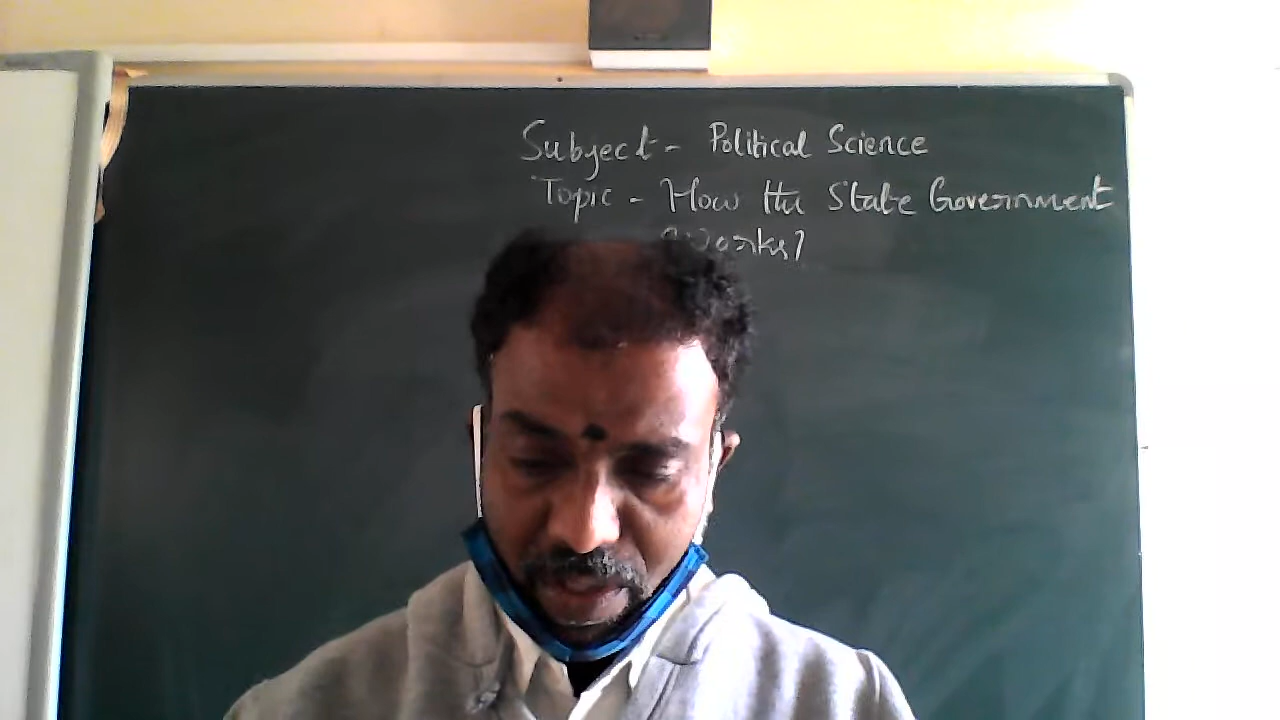 Subject - Political Science
Topic - How the State Government
Works?